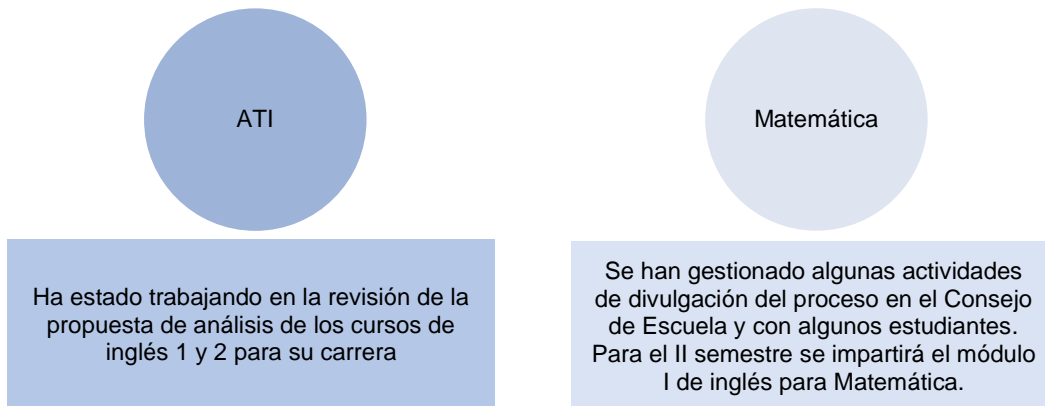 ATI
Ha estado trabajando en la revisión de la
propuesta de análisis de los cursos de
inglés 1 y 2 para su carrera
Matemática
Se han gestionado algunas actividades
de divulgación del proceso en el Consejo
de Escuela y con algunos estudiantes.
Para el II semestre se impartirá el módulo
I de inglés para Matemática.